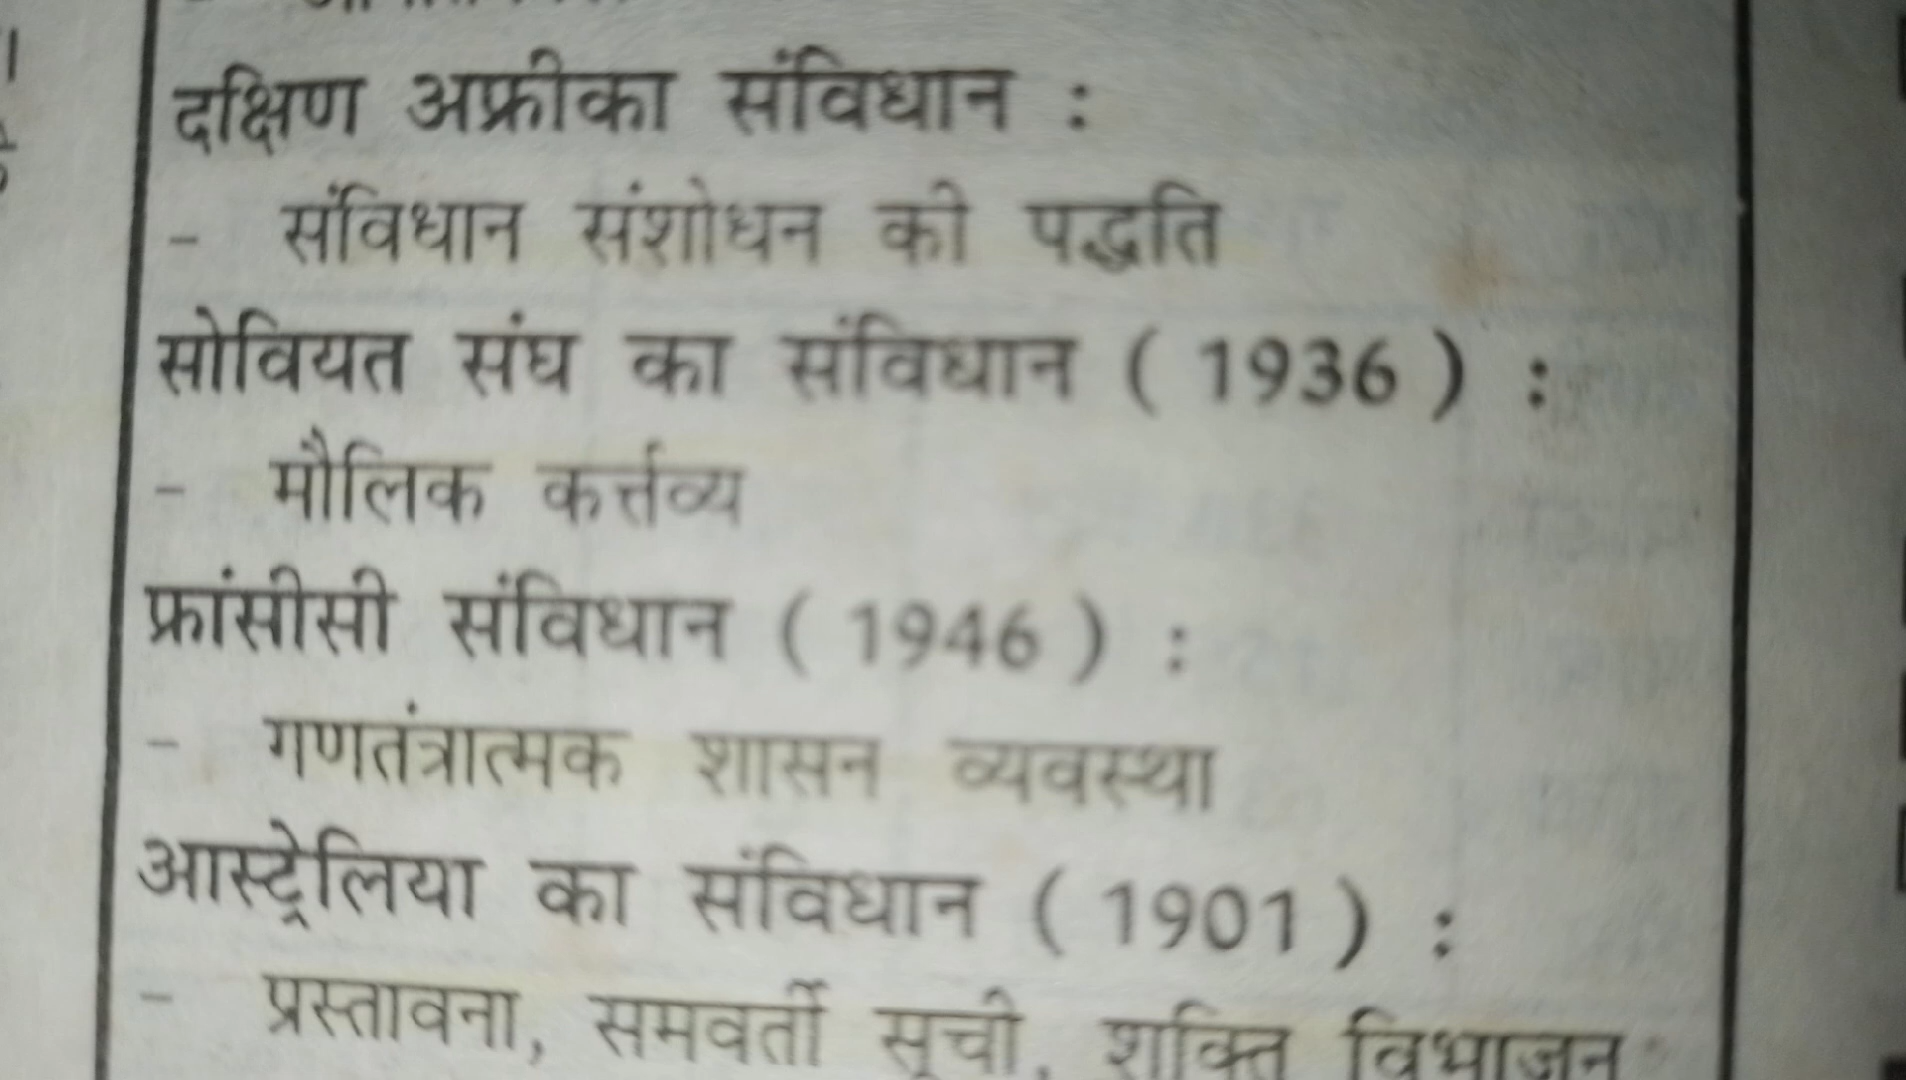 दक्षिण अफ्रीका संविधान :
- संविधान संशोधन की पद्धति
सोवियत संघ का संविधान ( 1936 ) :
- मौलिक कर्त्तव्य
फ्रांसीसी संविधान ( 1946 ) :
- गणतंत्रात्मक शासन व्यवस्था
आस्ट्रेलिया का संविधान ( 1901 ) :
- प्रस्तावना, समवर्ती सूची, शक्ति विभाजन